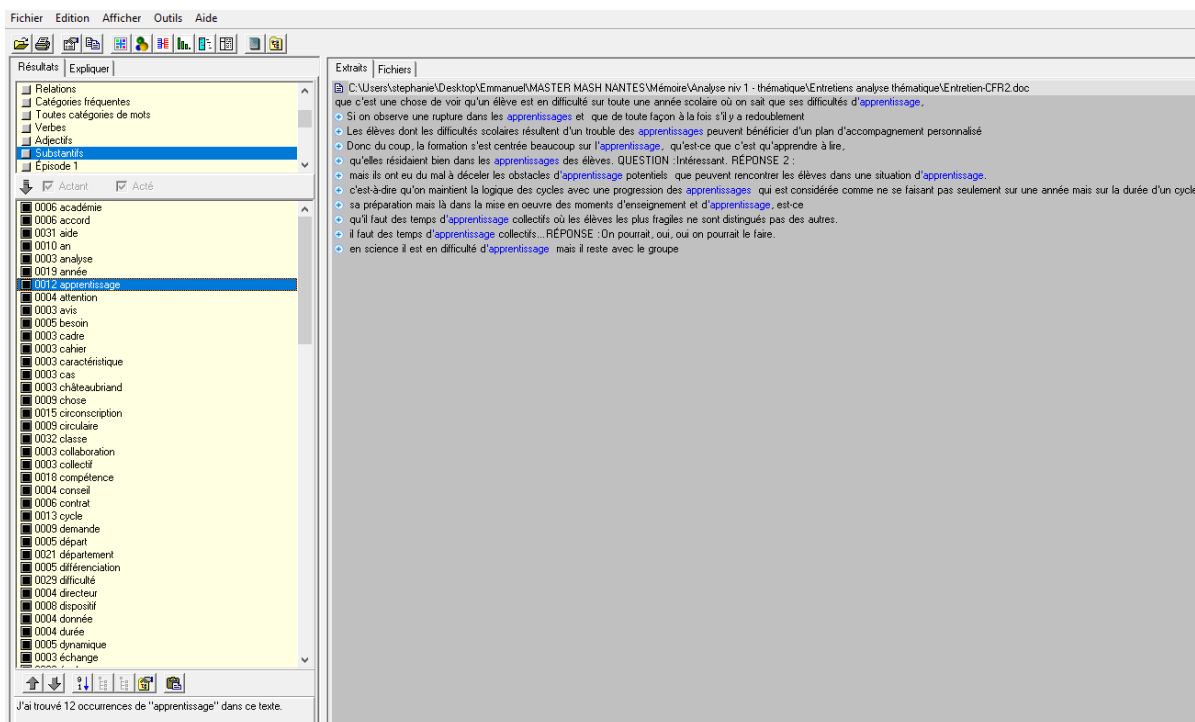 Fichier Edition Afficher Outils Aide
Résultats Expliquer
Relations
Catégories fréquentes
Toutes catégories de mots
Verbes
Adjectifs
Substantifs
Épisode 1
Actant Acté
0006 académie
0006 accord
0031 aide
0010 an
0003 analyse
0019 année
0012 apprentissage
0004 attention
0003 avis
0005 besoin
0003 cadre
0003 cahier
0003 caractéristique
0003 cas
0003 châteaubriand
0009 chose
0015 circonscription
0009 circulaire
0032 classe
0003 collaboration
0003 collectif
0018 compétence
0004 conseil
0006 contrat
0013 cycle
0009 demande
0005 départ
0021 département
0005 différenciation
0029 difficulté
0004 directeur
0008 dispositif
0004 donnée
0004 durée
0005 dynamique
0003 échange
J'ai trouvé 12 occurrences de "apprentissage" dans ce texte.
Extraits Fichiers
C:\Users\stephanie\Desktop\Emmanuel\MASTER MASH NANTES\Mémoire\Analyse niv 1 - thématique\Entretiens analyse thématique\Entretien-CFR2.doc
que c'est une chose de voir qu'un élève est en difficulté sur toute une année scolaire où on sait que ses difficultés d'apprentissage,
Si on observe une rupture dans les apprentissages et que de toute façon à la fois s'il y a redoublement
Les élèves dont les difficultés scolaires résultent d'un trouble des apprentissages peuvent bénéficier d'un plan d'accompagnement personnalisé
Donc du coup, la formation s'est centrée beaucoup sur l'apprentissage, qu'est-ce que c'est qu'apprendre à lire,
qu'elles résidaient bien dans les apprentissages des élèves. QUESTION :Intéressant. RÉPONSE 2 :
mais ils ont eu du mal à déceler les obstacles d'apprentissage potentiels que peuvent rencontrer les élèves dans une situation d'apprentissage.
c'est-à-dire qu'on maintient la logique des cycles avec une progression des apprentissages qui est considérée comme ne se faisant pas seulement sur une année mais sur la durée d'un cycle
sa préparation mais là dans la mise en oeuvre des moments d'enseignement et d'apprentissage, est-ce
qu'il faut des temps d'apprentissage collectifs où les élèves les plus fragiles ne sont distingués pas des autres.
il faut des temps d'apprentissage collectifs...RÉPONSE :On pourrait, oui, oui on pourrait le faire.
en science il est en difficulté d'apprentissage mais il reste avec le groupe